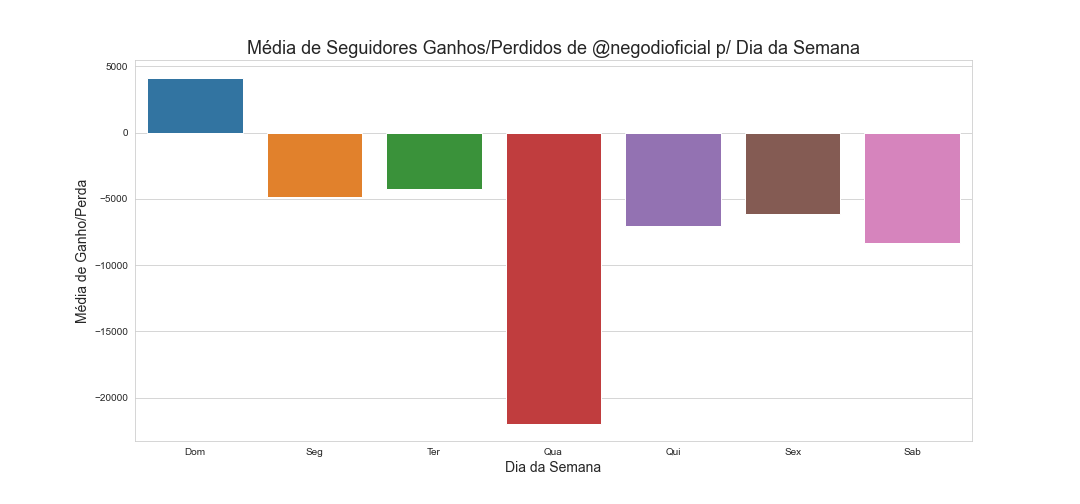 Média de Seguidores Ganhos/Perdidos de @negodioficial p/ Dia da Semana
5000
0
−5000
−10000
−15000
−20000
Média de Ganho/Perda
Dom Seg Ter Qua Qui Sex Sab
Dia da Semana